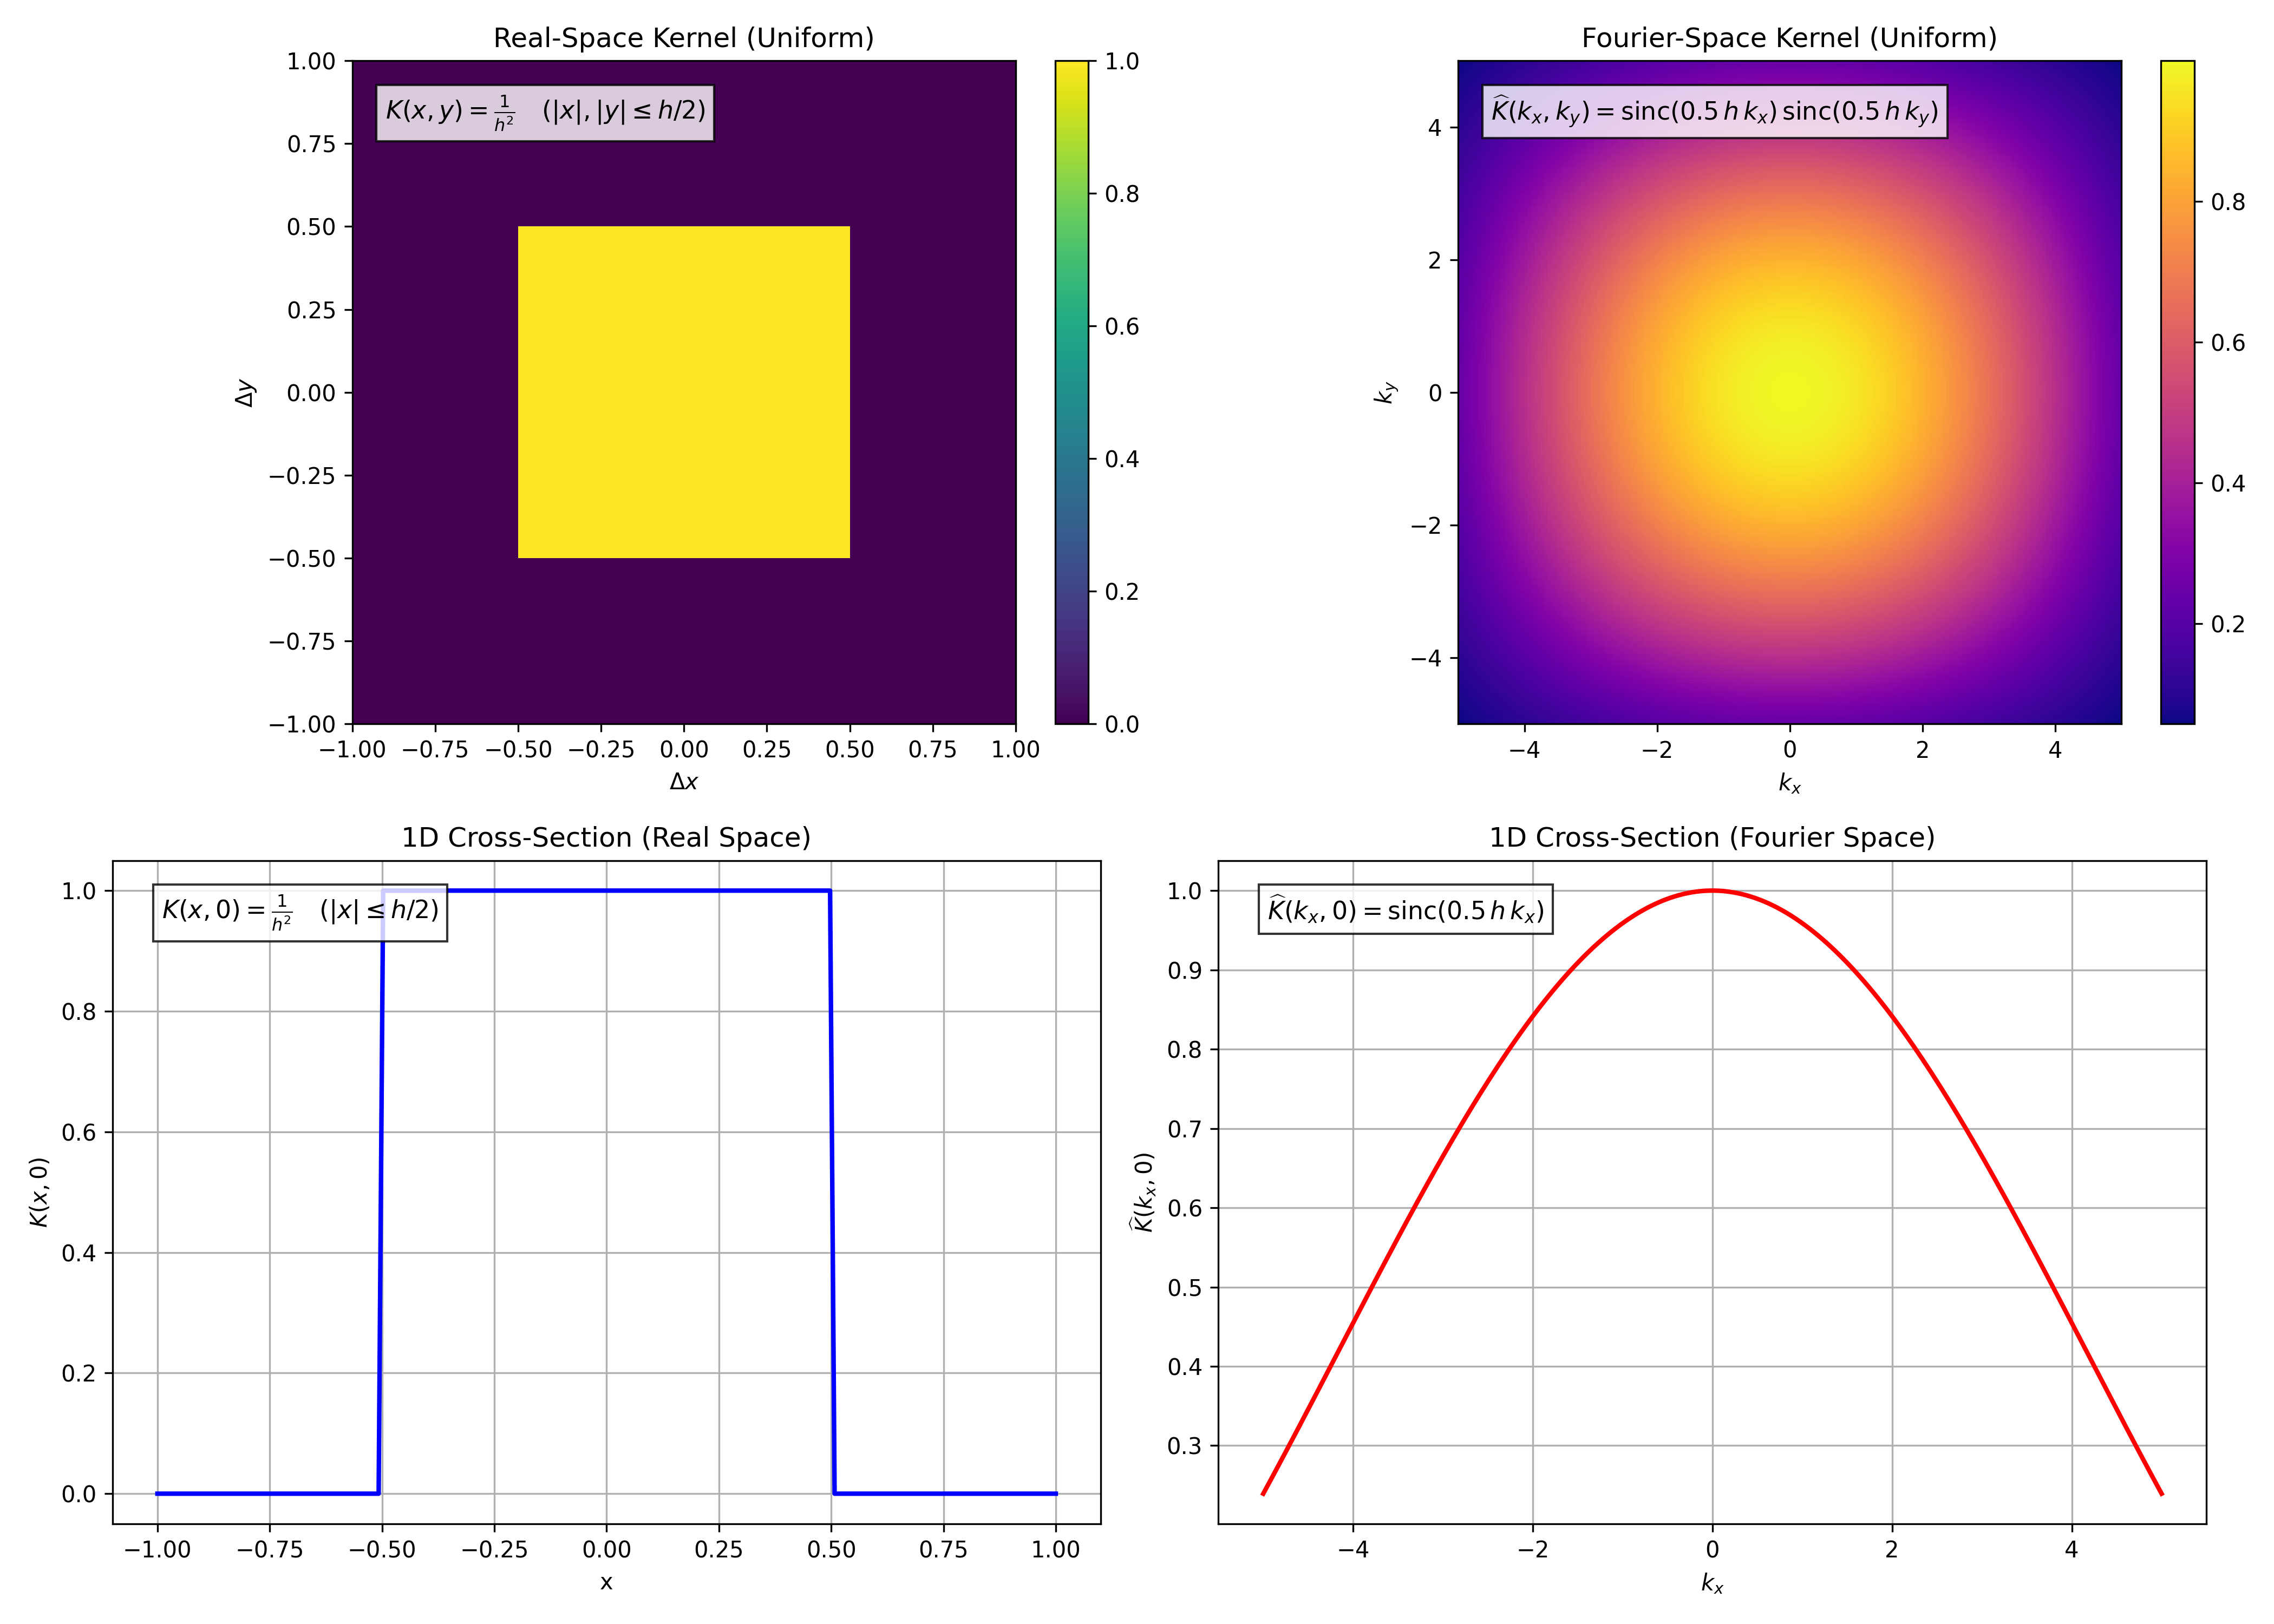 Real-Space Kernel (Uniform)
K(x, y) = 1/h² (|x|, |y| ≤ h/2)
1.00
0.75
0.50
0.25
0.00
−0.25
−0.50
−0.75
−1.00
Δy
−1.00 −0.75 −0.50 −0.25 0.00 0.25 0.50 0.75 1.00
Δx
1.0
0.8
0.6
0.4
0.2
0.0
Fourier-Space Kernel (Uniform)
K̂(kₓ, k_y) = sinc(0.5 h kₓ) sinc(0.5 h k_y)
4
2
0
−2
−4
k_y
−4 −2 0 2 4
kₓ
0.8
0.6
0.4
0.2
1D Cross-Section (Real Space)
K(x, 0) = 1/h² (|x| ≤ h/2)
1.0
0.8
0.6
0.4
0.2
0.0
K(x, 0)
−1.00 −0.75 −0.50 −0.25 0.00 0.25 0.50 0.75 1.00
x
1D Cross-Section (Fourier Space)
K̂(kₓ, 0) = sinc(0.5 h kₓ)
1.0
0.9
0.8
0.7
0.6
0.5
0.4
0.3
K̂(kₓ, 0)
−4 −2 0 2 4
kₓ